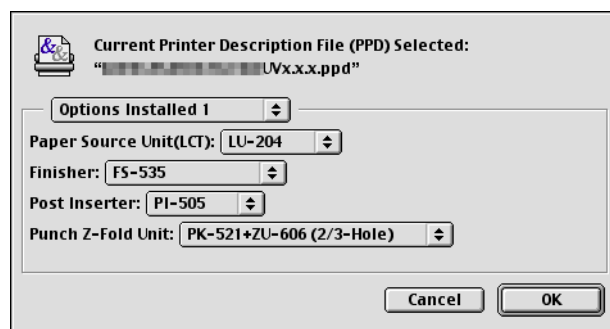 Current Printer Description File (PPD) Selected:
“UVx.x.x.ppd”
Options Installed 1
Paper Source Unit(LCT): LU-204
Finisher: FS-535
Post Inserter: PI-505
Punch Z-Fold Unit: PK-521+ZU-606 (2/3-Hole)
Cancel OK